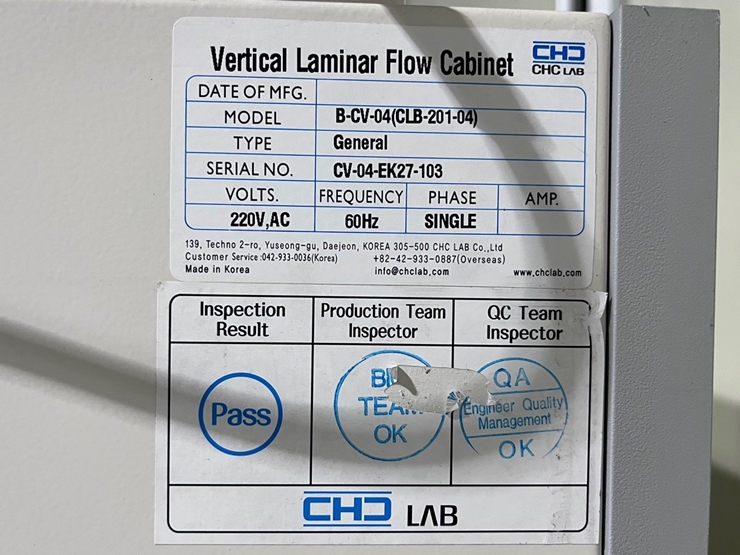 Vertical Laminar Flow Cabinet
CHC
CHC LAB
DATE OF MFG.
MODEL B-CV-04(CLB-201-04)
TYPE General
SERIAL NO. CV-04-EK27-103
VOLTS. FREQUENCY PHASE AMP.
220V,AC 60Hz SINGLE
139, Techno 2-ro, Yuseong-gu, Daejeon, KOREA 305-500 CHC LAB Co.,Ltd
Customer Service :042-933-0036(Korea) +82-42-933-0887(Overseas)
Made in Korea info@chclab.com www.chclab.com
Inspection Result
Production Team Inspector
QC Team Inspector
Pass
TEAM
OK
QA
Engineer Quality
Management
OK
CHC LAB